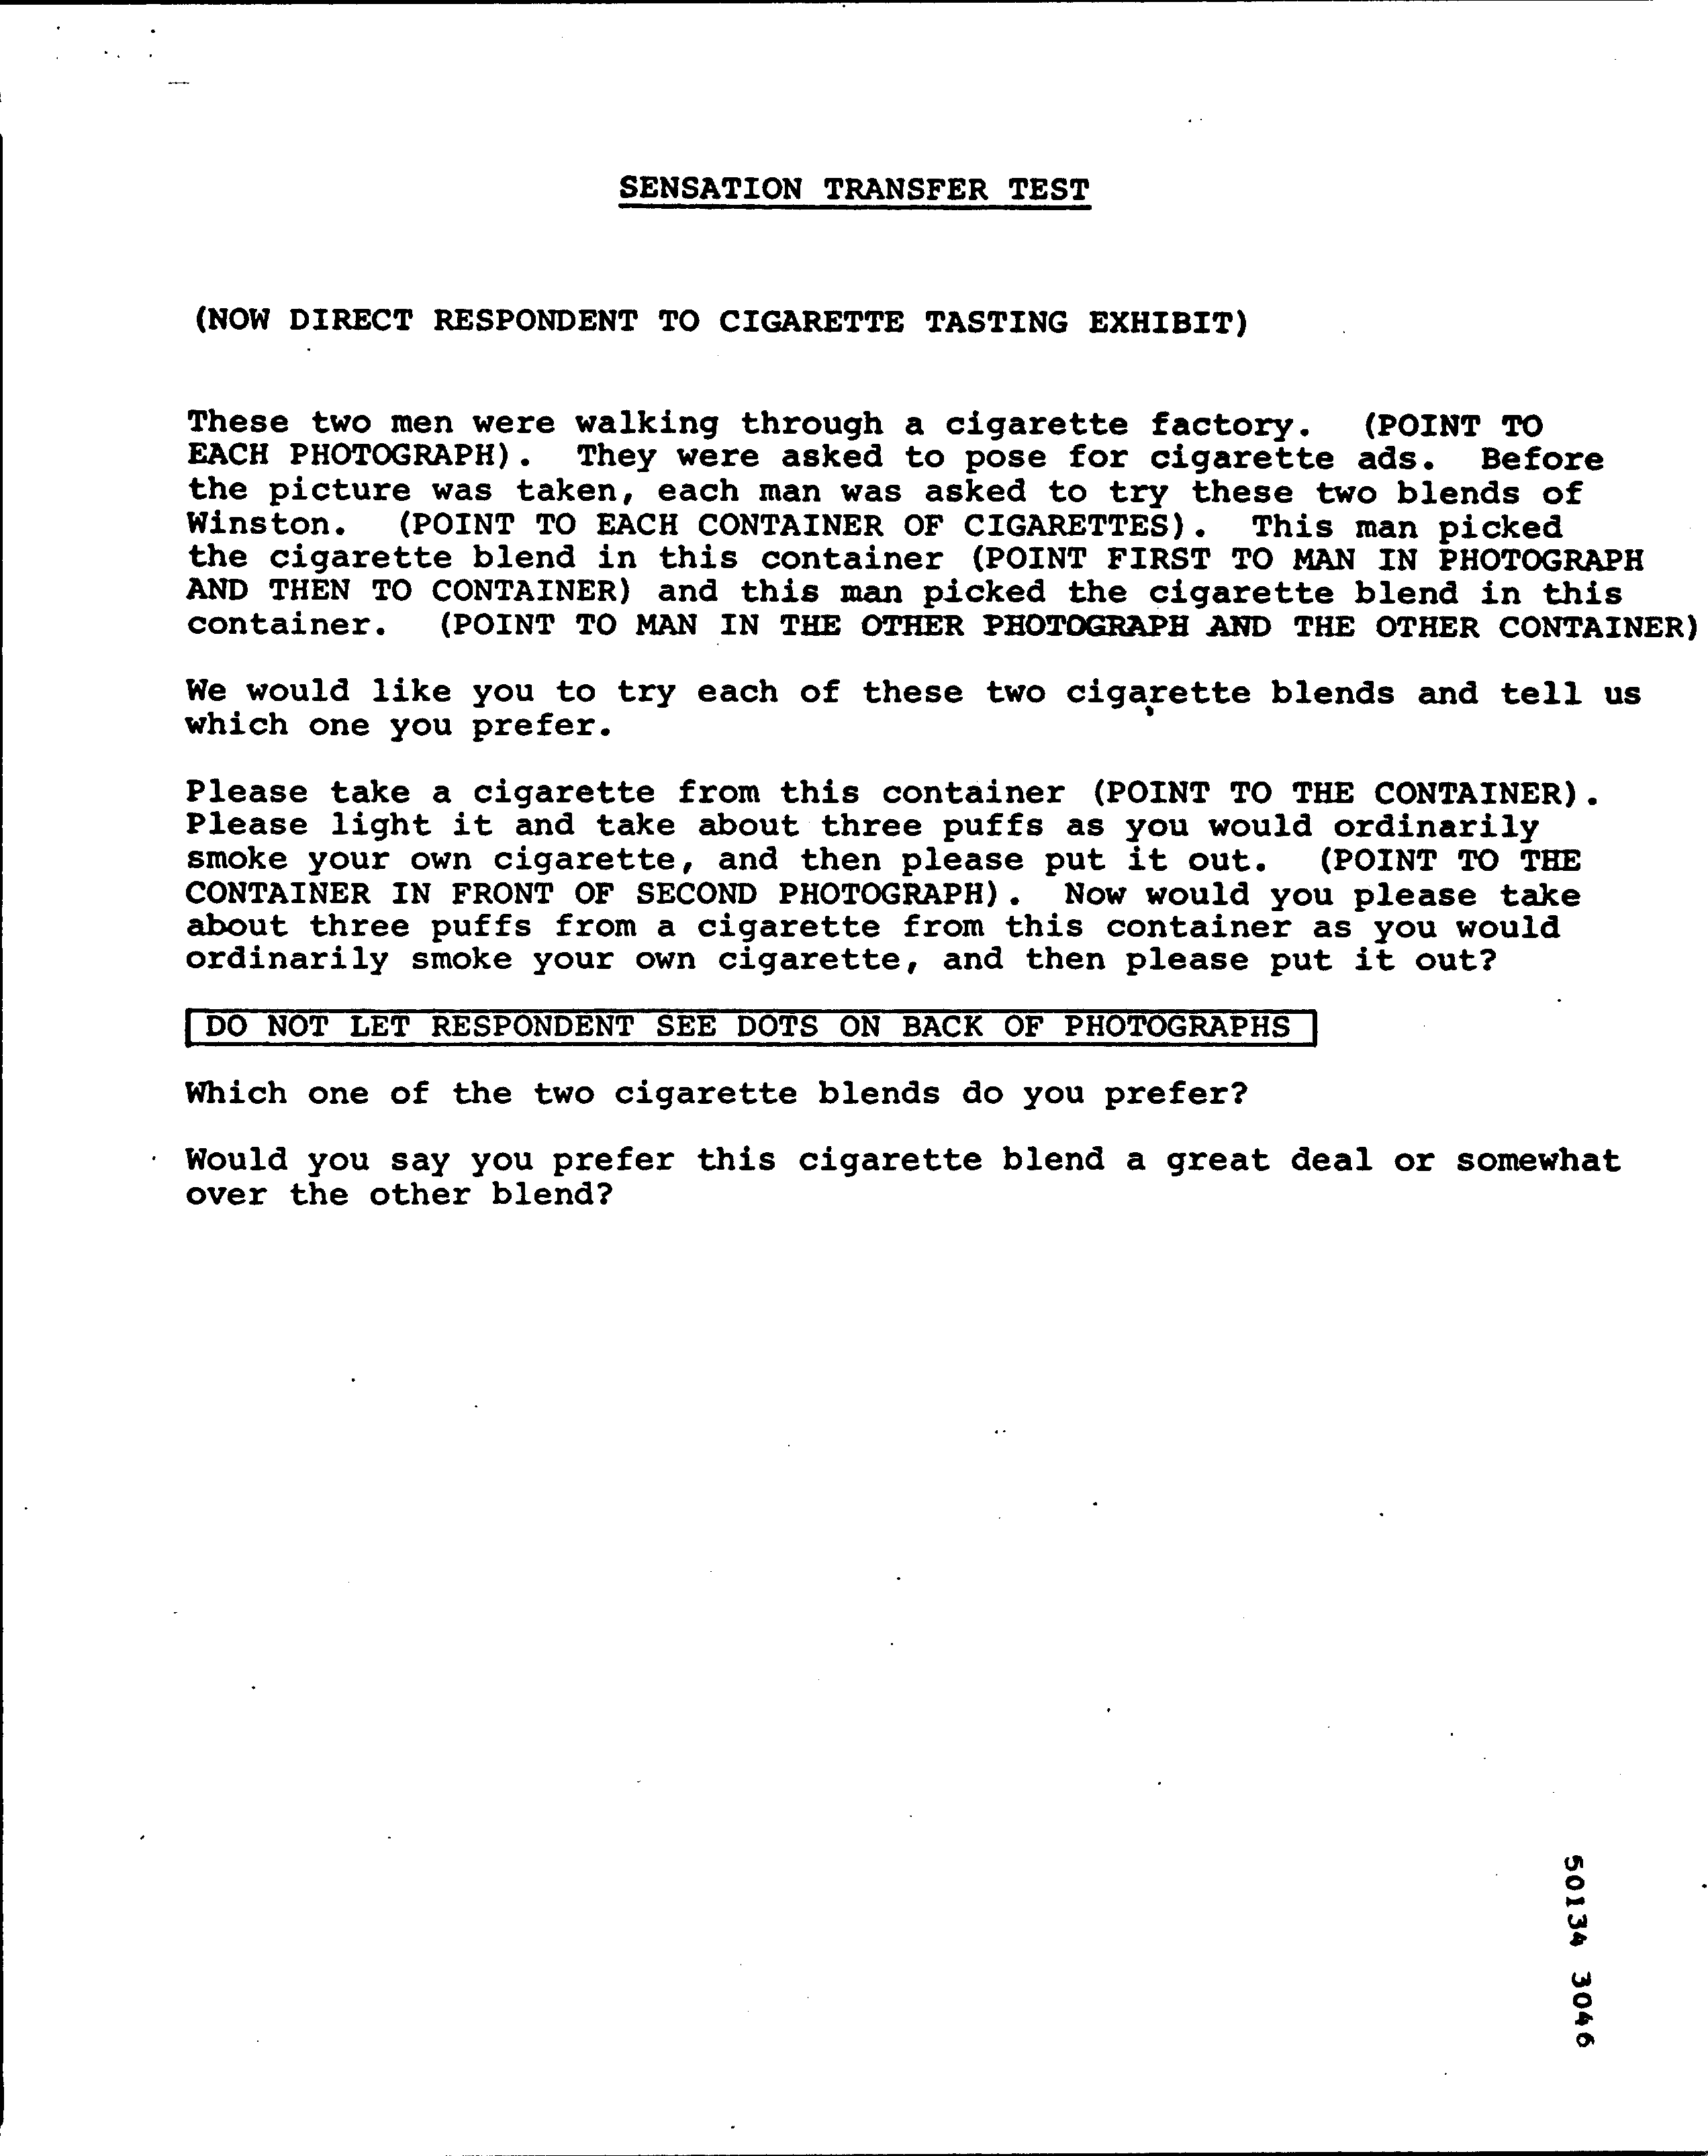 SENSATION TRANSFER TEST
(NOW DIRECT RESPONDENT TO CIGARETTE TASTING EXHIBIT)
These two men were walking through a cigarette factory. (POINT TO
EACH PHOTOGRAPH). They were asked to pose for cigarette ads. Before
the picture was taken, each man was asked to try these two blends of
Winston. (POINT TO EACH CONTAINER OF CIGARETTES). This man picked
the cigarette blend in this container (POINT FIRST TO MAN IN PHOTOGRAPH
AND THEN TO CONTAINER) and this man picked the cigarette blend in this
container. (POINT TO MAN IN THE OTHER PHOTOGRAPH AND THE OTHER CONTAINER)
We would like you to try each of these two cigarette blends and tell us
which one you prefer.
Please take a cigarette from this container (POINT TO THE CONTAINER).
Please light it and take about three puffs as you would ordinarily
smoke your own cigarette, and then please put it out. (POINT TO THE
CONTAINER IN FRONT OF SECOND PHOTOGRAPH). Now would you please take
about three puffs from a cigarette from this container as you would
ordinarily smoke your own cigarette, and then please put it out?
DO NOT LET RESPONDENT SEE DOTS ON BACK OF PHOTOGRAPHS
Which one of the two cigarette blends do you prefer?
Would you say you prefer this cigarette blend a great deal or somewhat
over the other blend?
50134 3046